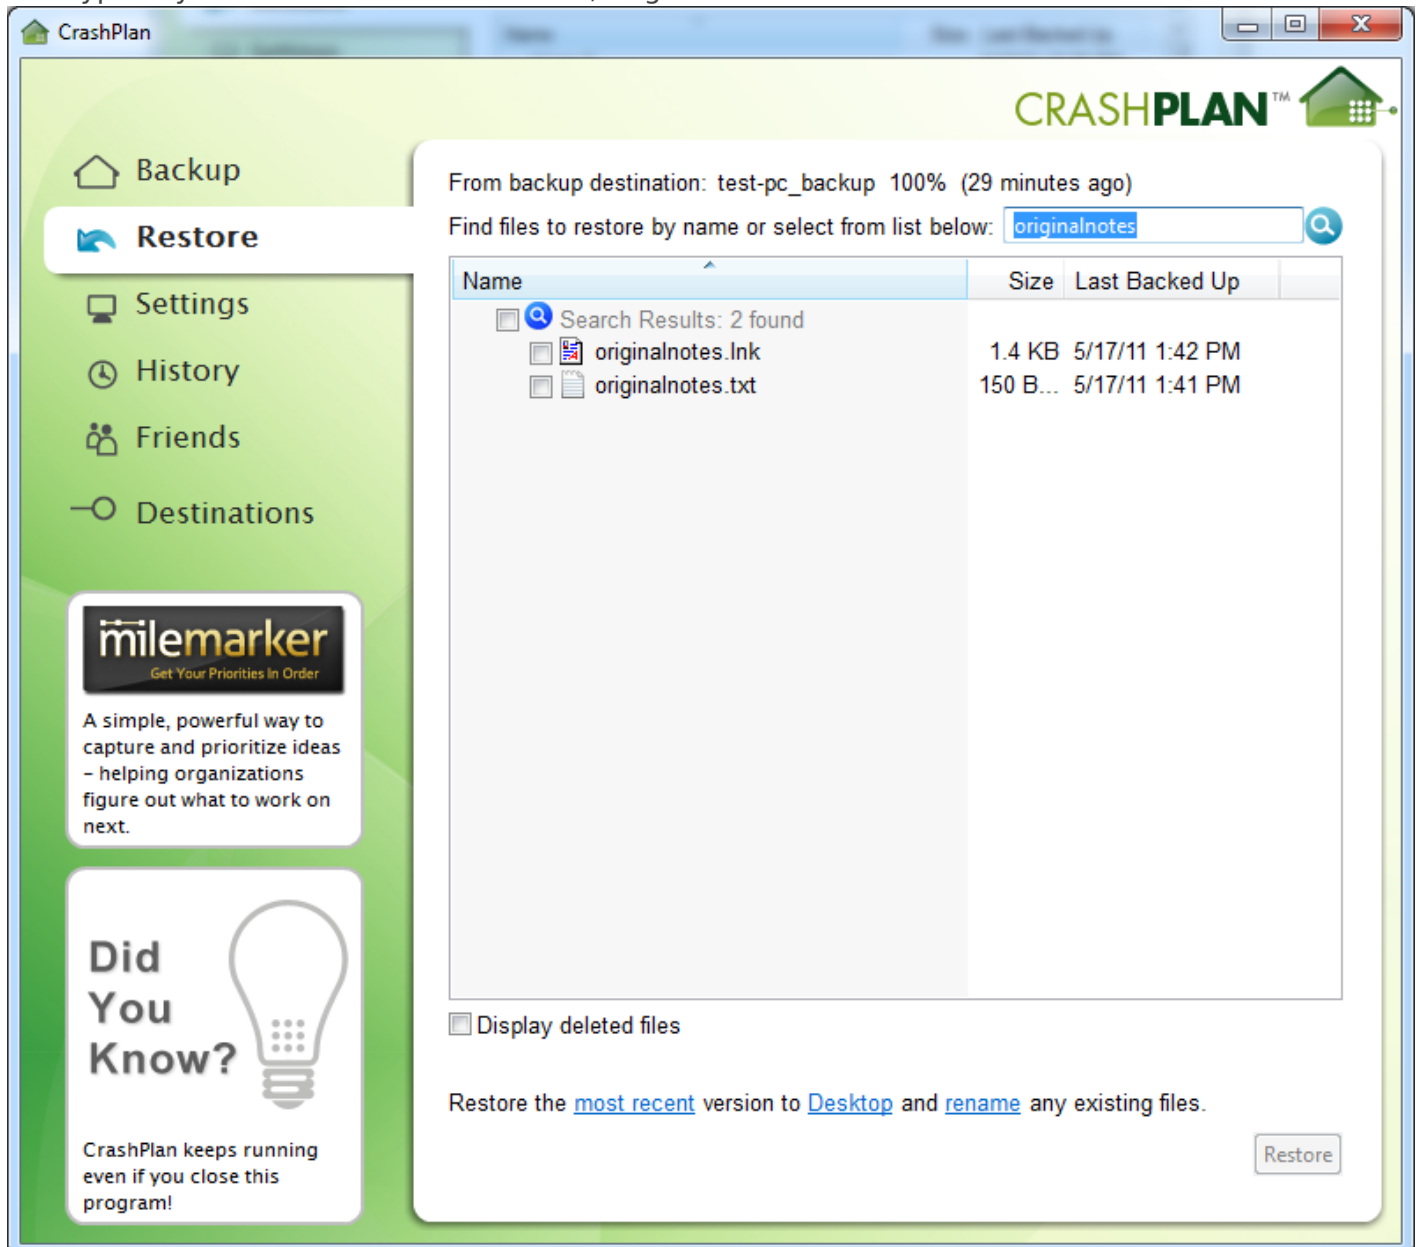 CrashPlan
CRASHPLAN™
Backup
Restore
Settings
History
Friends
Destinations
milemarker
Get Your Priorities In Order
A simple, powerful way to
capture and prioritize ideas
– helping organizations
figure out what to work on
next.
Did
You
Know?
CrashPlan keeps running
even if you close this
program!
From backup destination: test-pc_backup 100% (29 minutes ago)
Find files to restore by name or select from list below: originalnotes
Name Size Last Backed Up
Search Results: 2 found
originalnotes.lnk 1.4 KB 5/17/11 1:42 PM
originalnotes.txt 150 B... 5/17/11 1:41 PM
Display deleted files
Restore the most recent version to Desktop and rename any existing files.
Restore